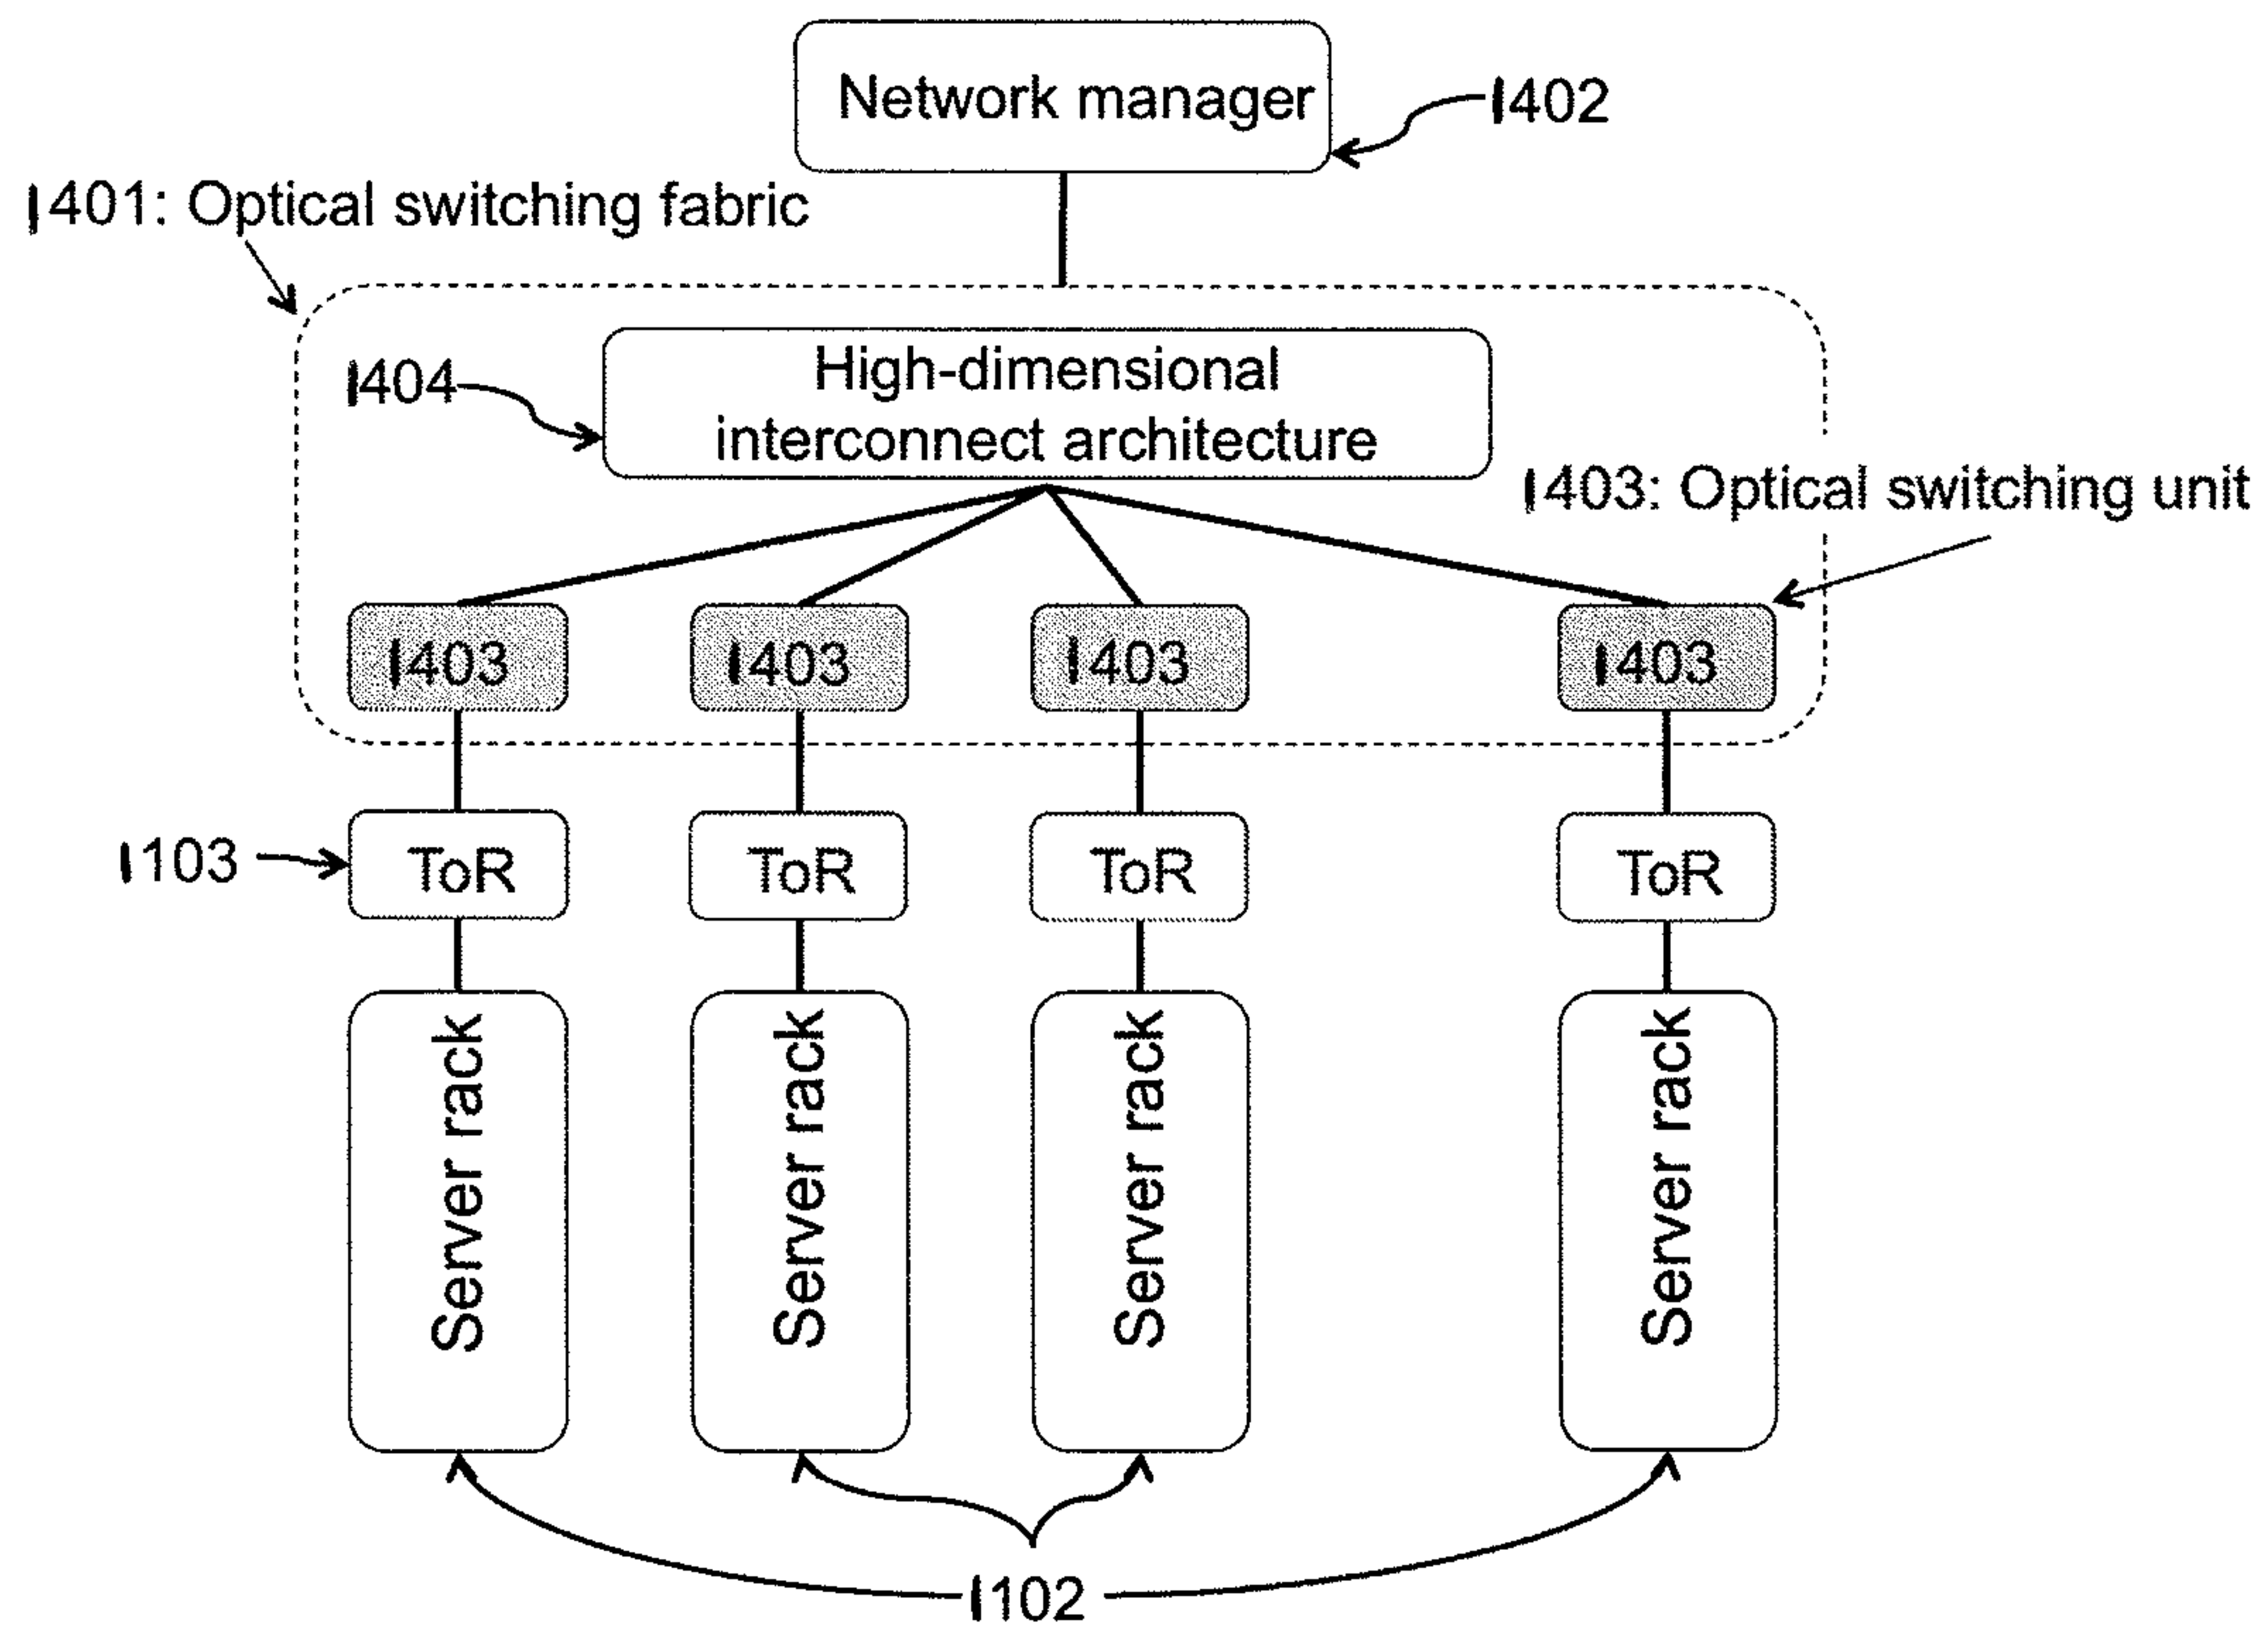 Network manager
1402
1401: Optical switching fabric
High-dimensional
interconnect architecture
1404
1403: Optical switching unit
1403 1403 1403 1403
1103 ToR ToR ToR ToR
Server rack Server rack Server rack Server rack
1102